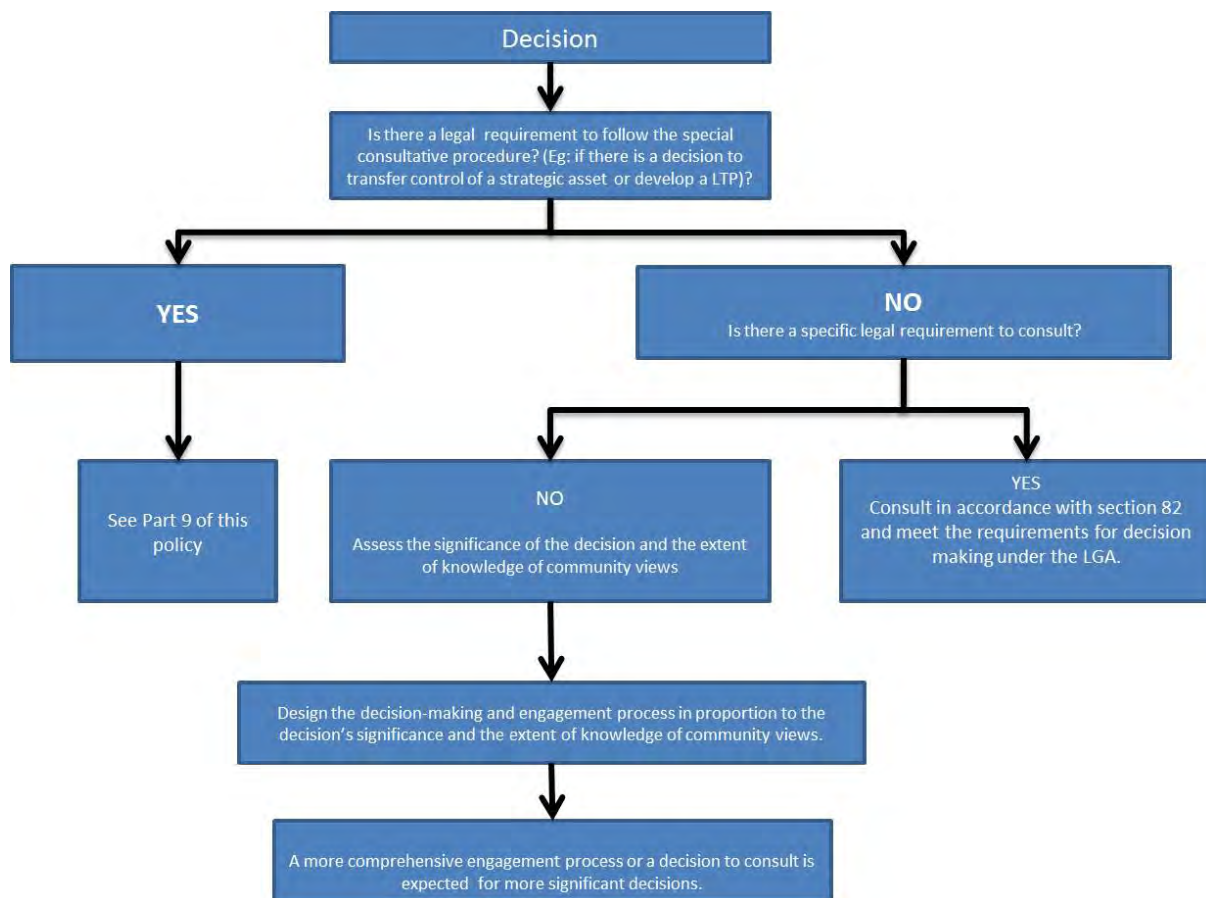 Decision
Is there a legal requirement to follow the special
consultative procedure? (Eg: if there is a decision to
transfer control of a strategic asset or develop a LTP)?
YES
NO
Is there a specific legal requirement to consult?
See Part 9 of this
policy
NO
Assess the significance of the decision and the extent
of knowledge of community views
YES
Consult in accordance with section 82
and meet the requirements for decision
making under the LGA.
Design the decision-making and engagement process in proportion to the
decision's significance and the extent of knowledge of community views.
A more comprehensive engagement process or a decision to consult is
expected for more significant decisions.